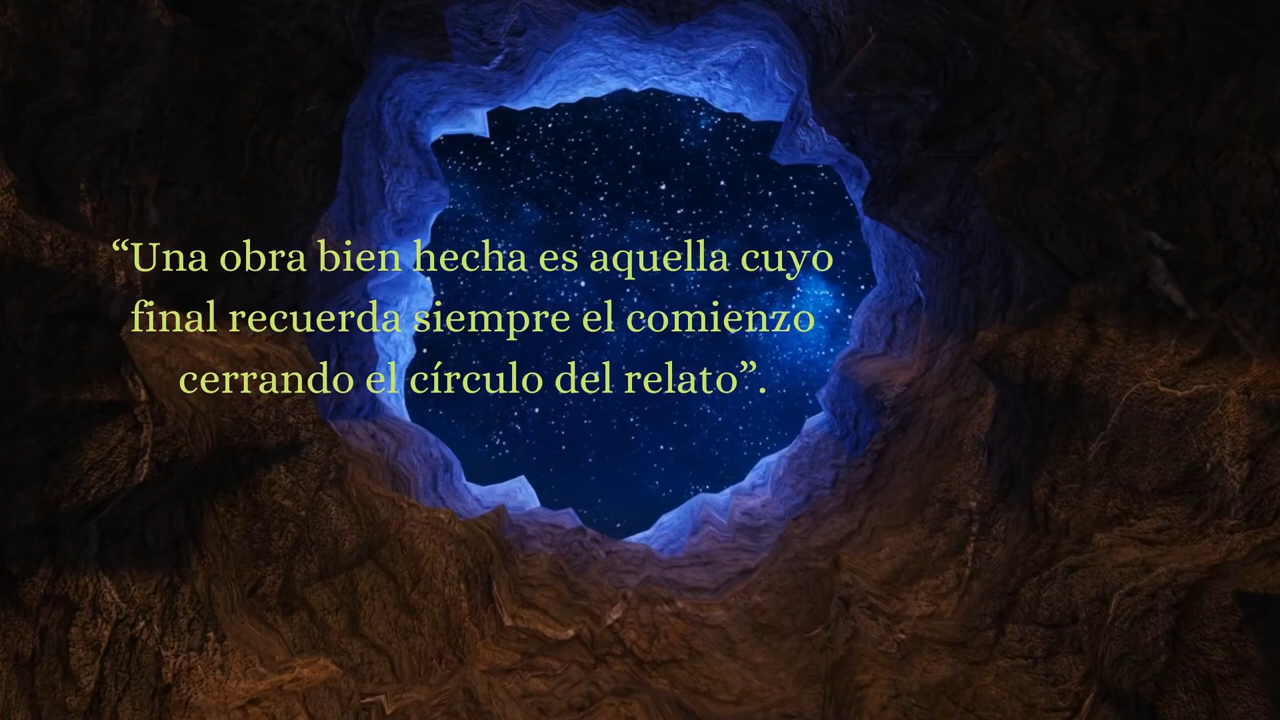 “Una obra bien hecha es aquella cuyo
final recuerda siempre el comienzo
cerrando el círculo del relato”.